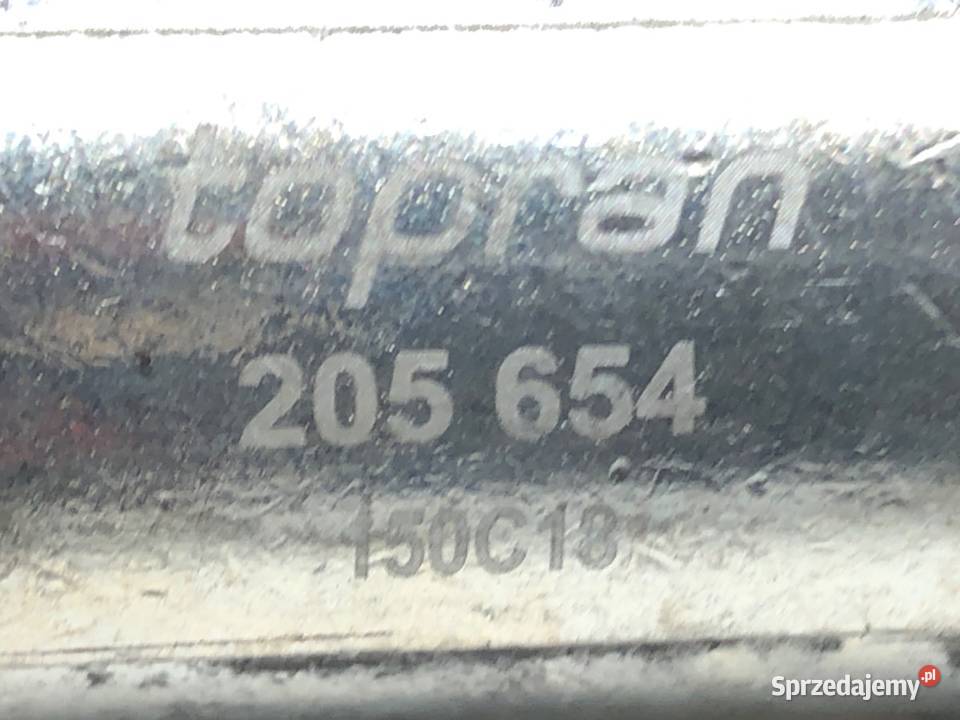 topran
205 654
150C18
Sprzedajemy.pl